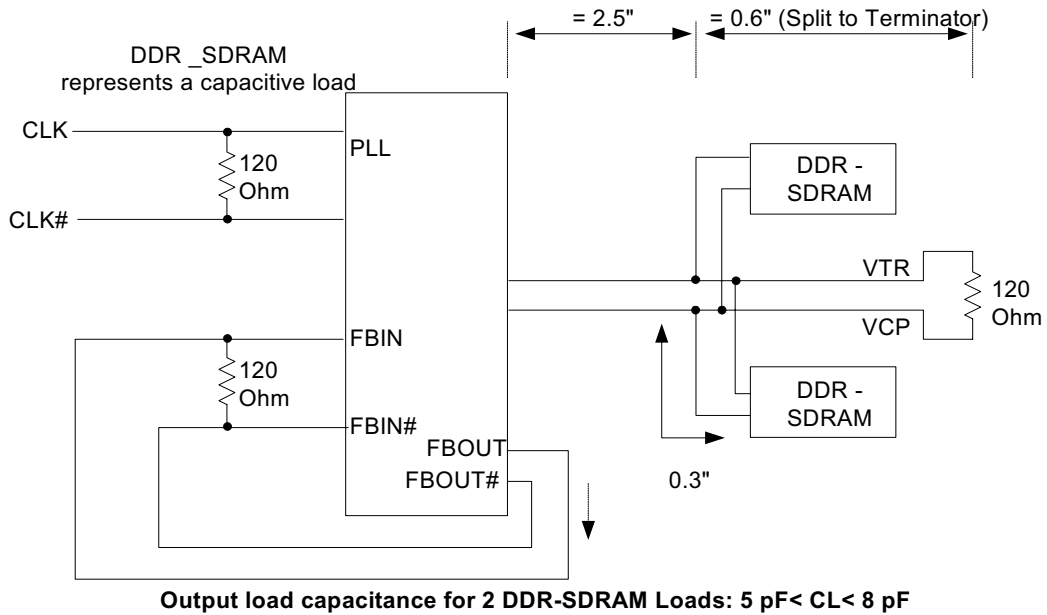 = 2.5"
= 0.6" (Split to Terminator)
DDR _SDRAM
represents a capacitive load
CLK
PLL
120
Ohm
CLK#
DDR -
SDRAM
VTR
120
Ohm
VCP
FBIN
120
Ohm
FBIN#
DDR -
SDRAM
FBOUT
FBOUT#
0.3"
Output load capacitance for 2 DDR-SDRAM Loads: 5 pF< CL< 8 pF